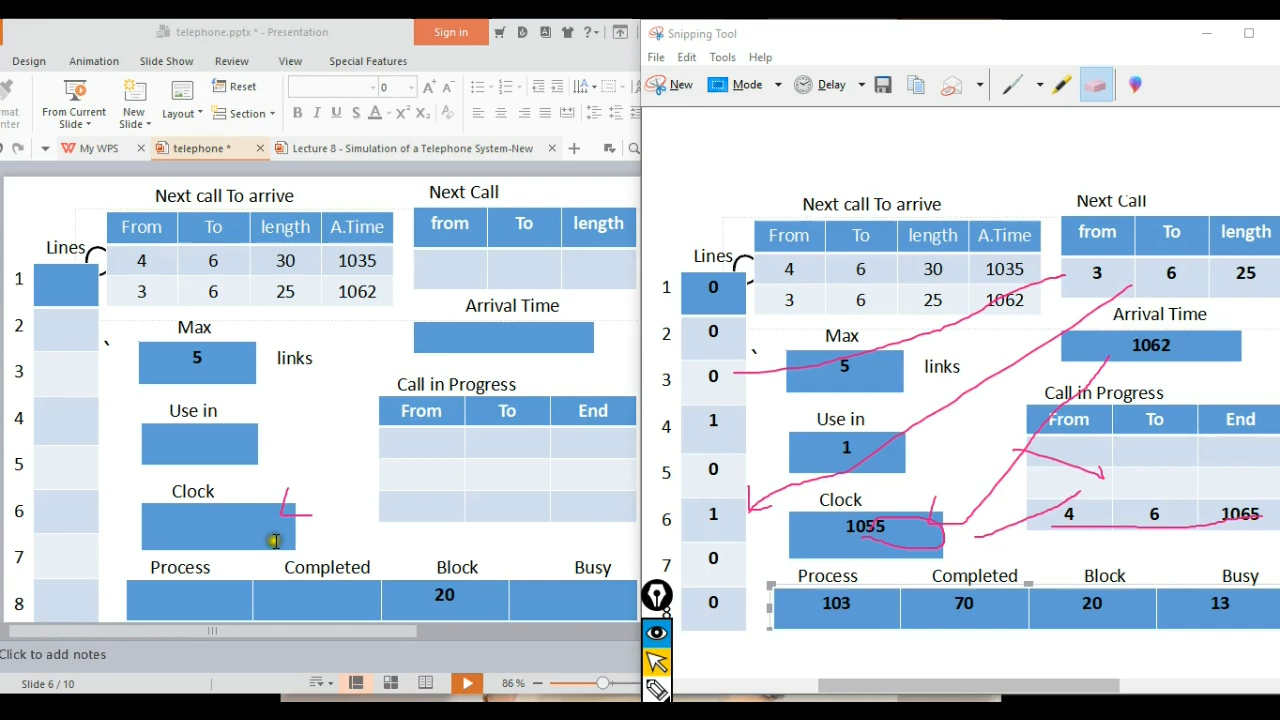 telephone.pptx * - Presentation
Sign in
Design Animation Slide Show Review View Special Features
From Current Slide
New Slide
Layout
Reset
Section
0
B I U S A X² X₂
My WPS
telephone *
Lecture 8 - Simulation of a Telephone System-New
Next call To arrive
From To length A.Time
4 6 30 1035
3 6 25 1062
Next Call
from To length
Lines
1
2
3
4
5
6
7
8
Arrival Time
Max
5
links
Use in
Clock
Call in Progress
From To End
Process Completed Block Busy
20
Click to add notes
Slide 6 / 10
86 %
Snipping Tool
File Edit Tools Help
New Mode Delay
Next call To arrive
From To length A.Time
4 6 30 1035
3 6 25 1062
Next Call
from To length
3 6 25
Lines
1 0
2 0
3 0
4 1
5 0
6 1
7 0
8 0
Arrival Time
1062
Max
5
links
Use in
1
Clock
1055
Call in Progress
From To End
4 6 1065
Process Completed Block Busy
103 70 20 13